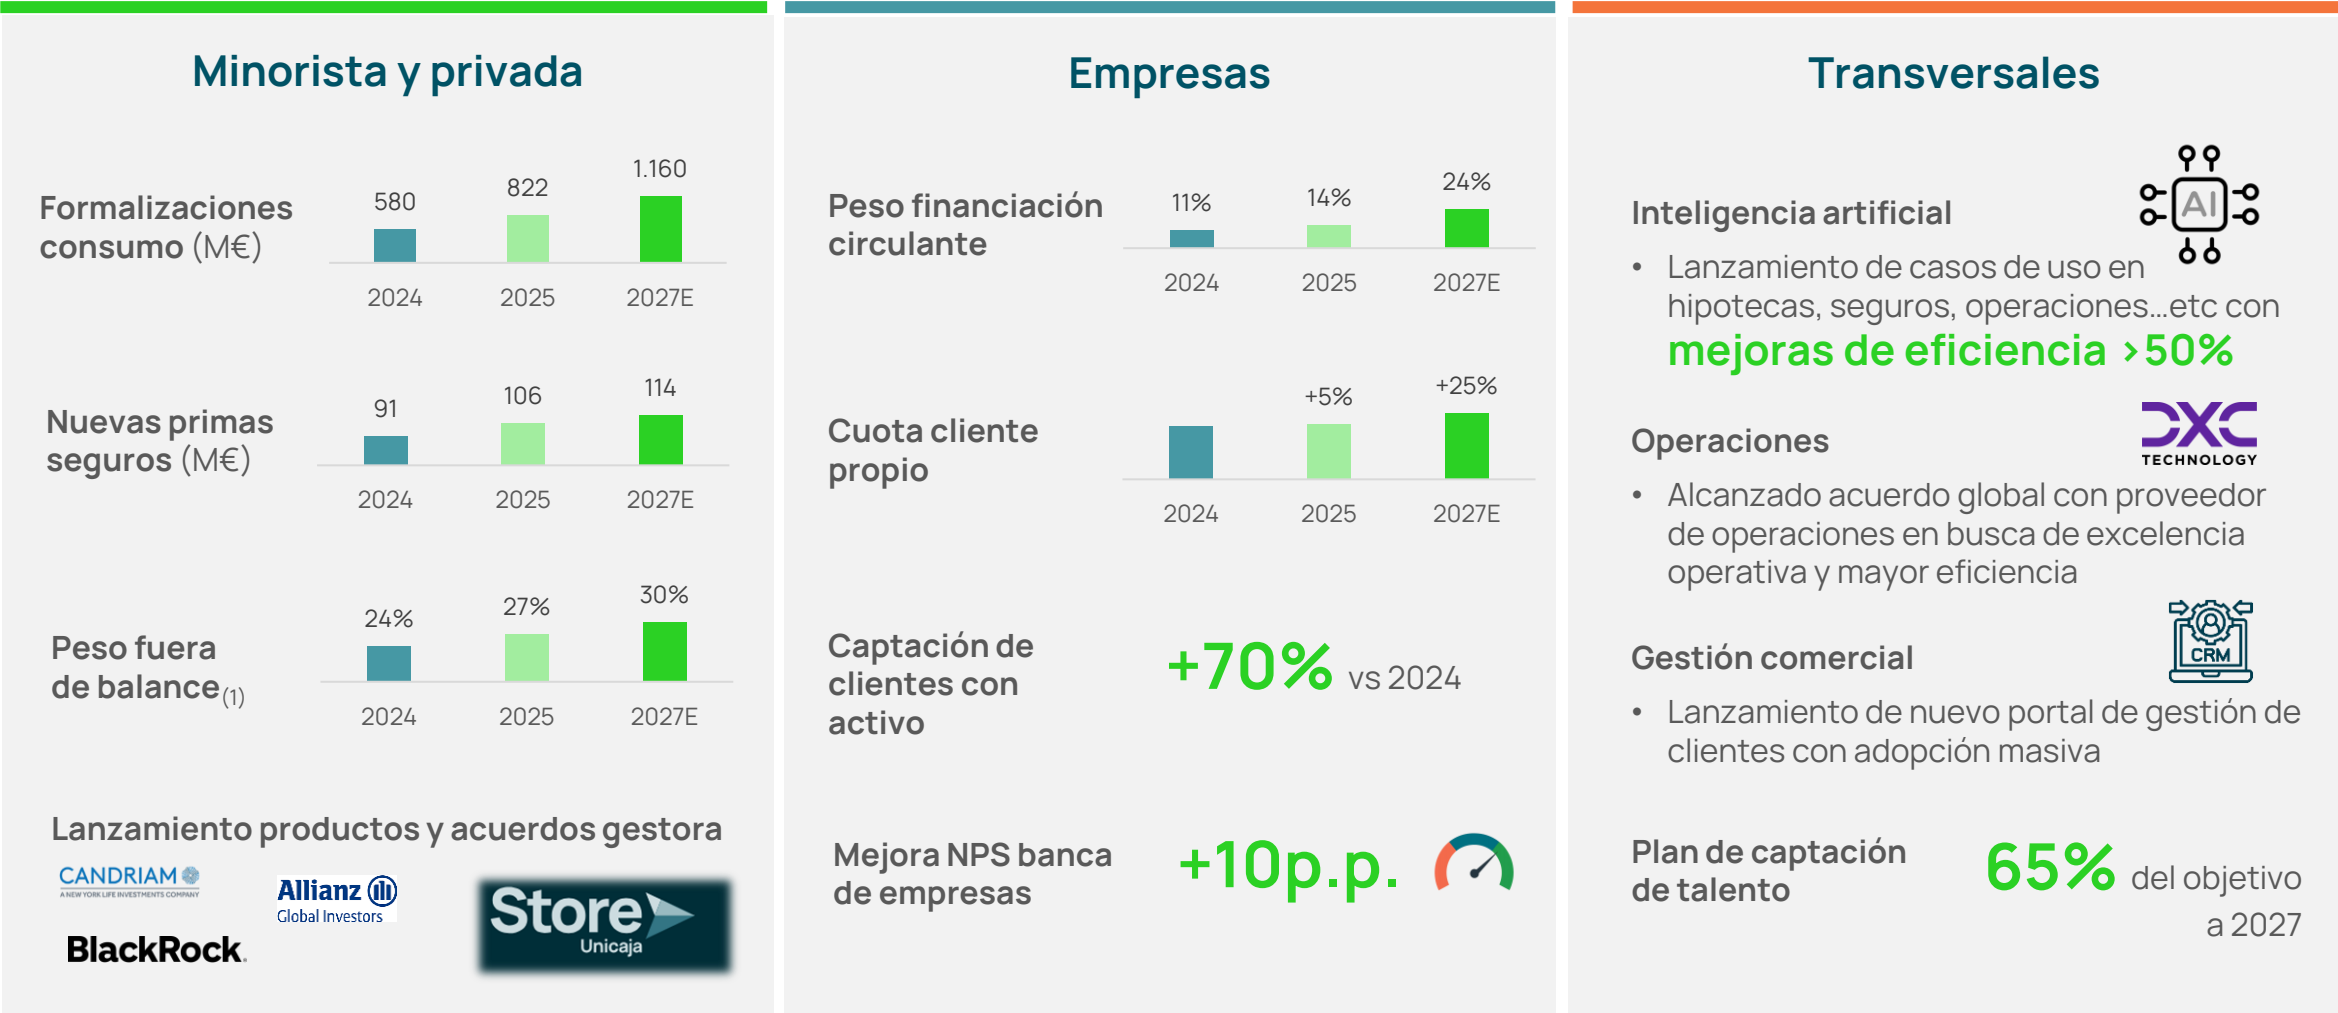 Minorista y privada
Formalizaciones
consumo (M€)
580
822
1.160
2024
2025
2027E
Nuevas primas
seguros (M€)
91
106
114
2024
2025
2027E
Peso fuera
de balance(1)
24%
27%
30%
2024
2025
2027E
Lanzamiento productos y acuerdos gestora
CANDRIAM
A NEW YORK LIFE INVESTMENTS COMPANY
Allianz
Global Investors
BlackRock.
Store
Unicaja
Empresas
Peso financiación
circulante
11%
14%
24%
2024
2025
2027E
Cuota cliente
propio
+5%
+25%
2024
2025
2027E
Captación de
clientes con
activo
+70% vs 2024
Mejora NPS banca
de empresas
+10p.p.
Transversales
AI
Inteligencia artificial
• Lanzamiento de casos de uso en
hipotecas, seguros, operaciones...etc con
mejoras de eficiencia >50%
DXC
TECHNOLOGY
Operaciones
• Alcanzado acuerdo global con proveedor
de operaciones en busca de excelencia
operativa y mayor eficiencia
CRM
Gestión comercial
• Lanzamiento de nuevo portal de gestión de
clientes con adopción masiva
Plan de captación
de talento
65% del objetivo
a 2027